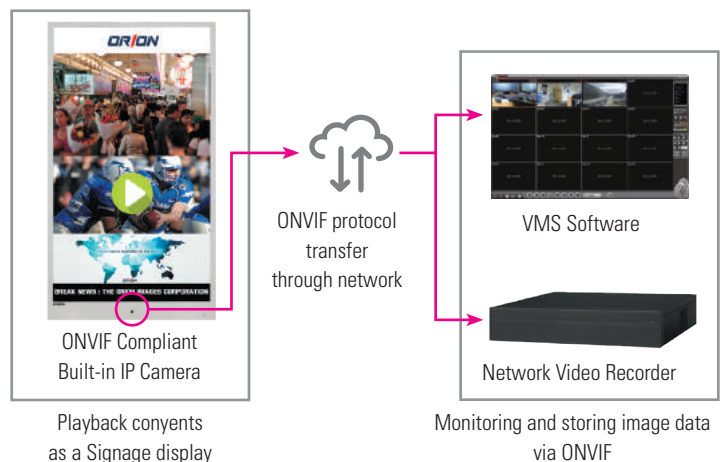 ORION
BREAK NEWS : THE ORION IMAGES CORPORATION
ONVIF Compliant
Built-in IP Camera
Playback conyents
as a Signage display
ONVIF protocol
transfer
through network
VMS Software
Network Video Recorder
Monitoring and storing image data
via ONVIF